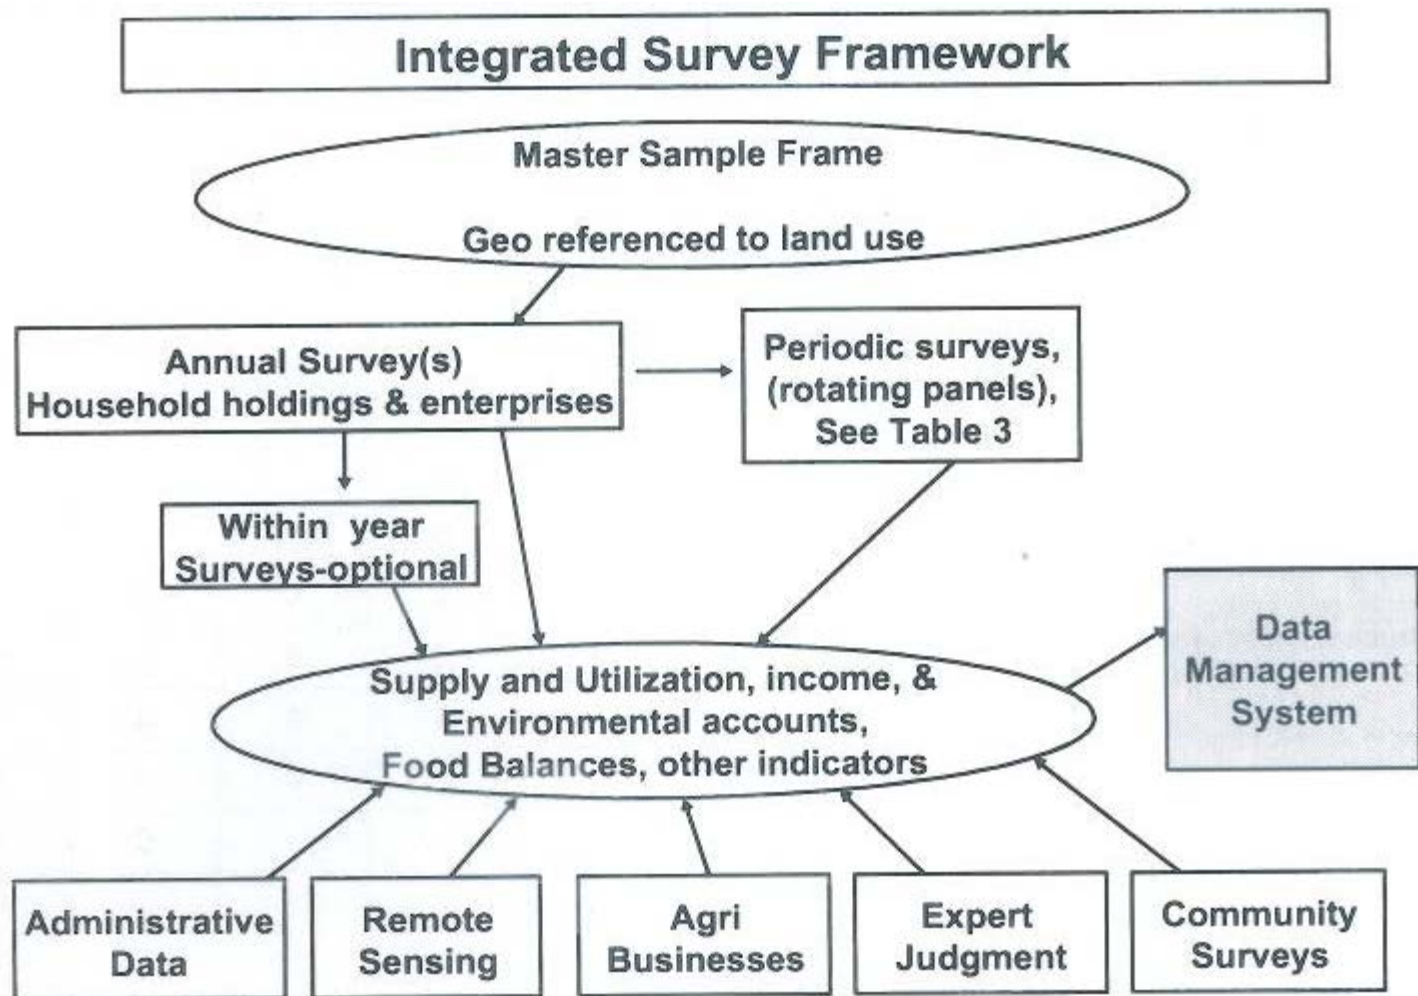 Integrated Survey Framework
Master Sample Frame
Geo referenced to land use
Annual Survey(s)
Household holdings & enterprises
Periodic surveys,
(rotating panels),
See Table 3
Within year
Surveys-optional
Supply and Utilization, income, &
Environmental accounts,
Food Balances, other indicators
Data
Management
System
Administrative
Data
Remote
Sensing
Agri
Businesses
Expert
Judgment
Community
Surveys